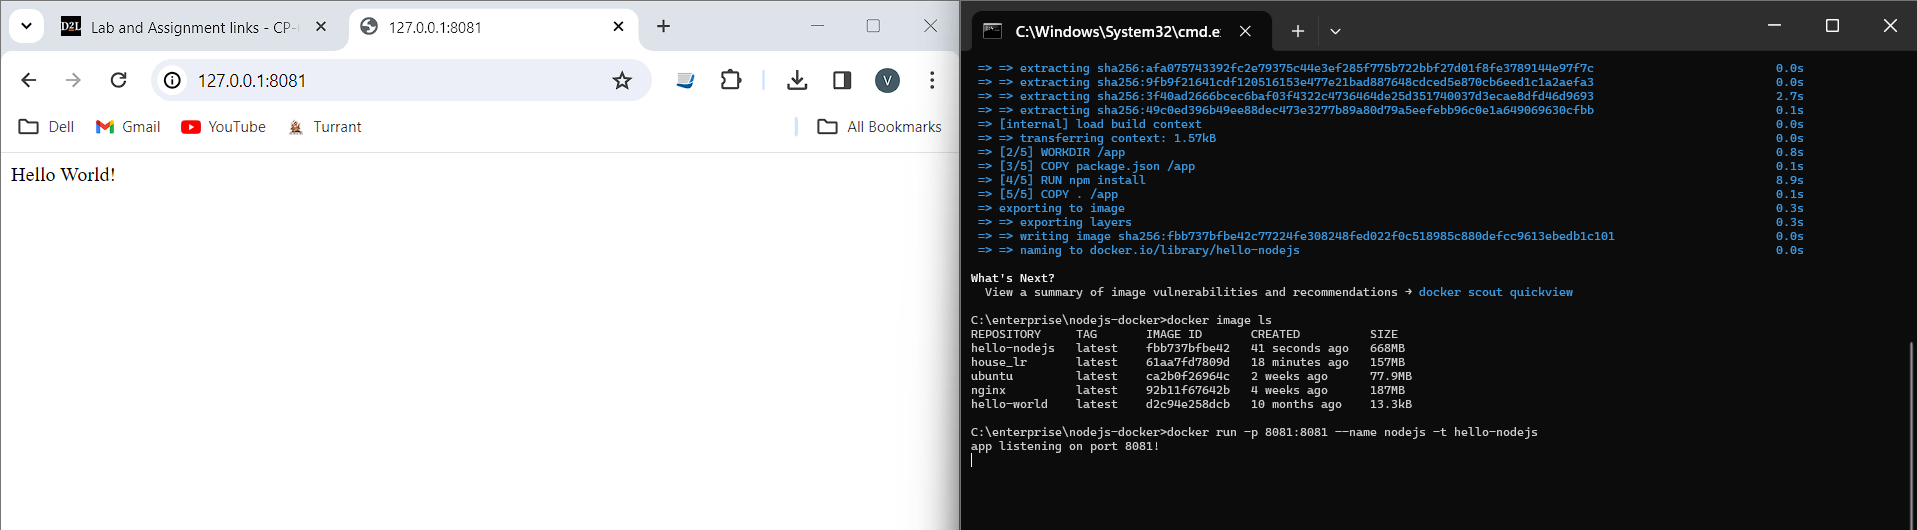 D2L Lab and Assignment links - CP-
127.0.0.1:8081
127.0.0.1:8081
V
Dell Gmail YouTube Turrant All Bookmarks
Hello World!
C:\Windows\System32\cmd.e
=> => extracting sha256:afa075743392fc2e79375c44e3ef285f775b722bbf27d01f8fe3789144e97f7c 0.0s
=> => extracting sha256:9fb9f21641cdf120516153e477e21bad887648cdced5e870cb6eed1c1a2aefa3 0.0s
=> => extracting sha256:3f40ad2666bcec6baf03f4322c4736464de25d351740037d3ecae8dfd46d9693 2.7s
=> => extracting sha256:49c0ed396b49ee88dec473e3277b89a80d79a5eefebb96c0e1a649069630cfbb 0.1s
=> [internal] load build context 0.0s
=> => transferring context: 1.57kB 0.0s
=> [2/5] WORKDIR /app 0.8s
=> [3/5] COPY package.json /app 0.1s
=> [4/5] RUN npm install 8.9s
=> [5/5] COPY . /app 0.1s
=> exporting to image 0.3s
=> => exporting layers 0.3s
=> => writing image sha256:fbb737bfbe42c77224fe308248fed022f0c518985c880defcc9613ebedb1c101 0.0s
=> => naming to docker.io/library/hello-nodejs 0.0s
What's Next?
View a summary of image vulnerabilities and recommendations → docker scout quickview
C:\enterprise\nodejs-docker>docker image ls
REPOSITORY TAG IMAGE ID CREATED SIZE
hello-nodejs latest fbb737bfbe42 41 seconds ago 668MB
house_lr latest 61aa7fd7809d 18 minutes ago 157MB
ubuntu latest ca2b0f26964c 2 weeks ago 77.9MB
nginx latest 92b11f67642b 4 weeks ago 187MB
hello-world latest d2c94e258dcb 10 months ago 13.3kB
C:\enterprise\nodejs-docker>docker run -p 8081:8081 --name nodejs -t hello-nodejs
app listening on port 8081!